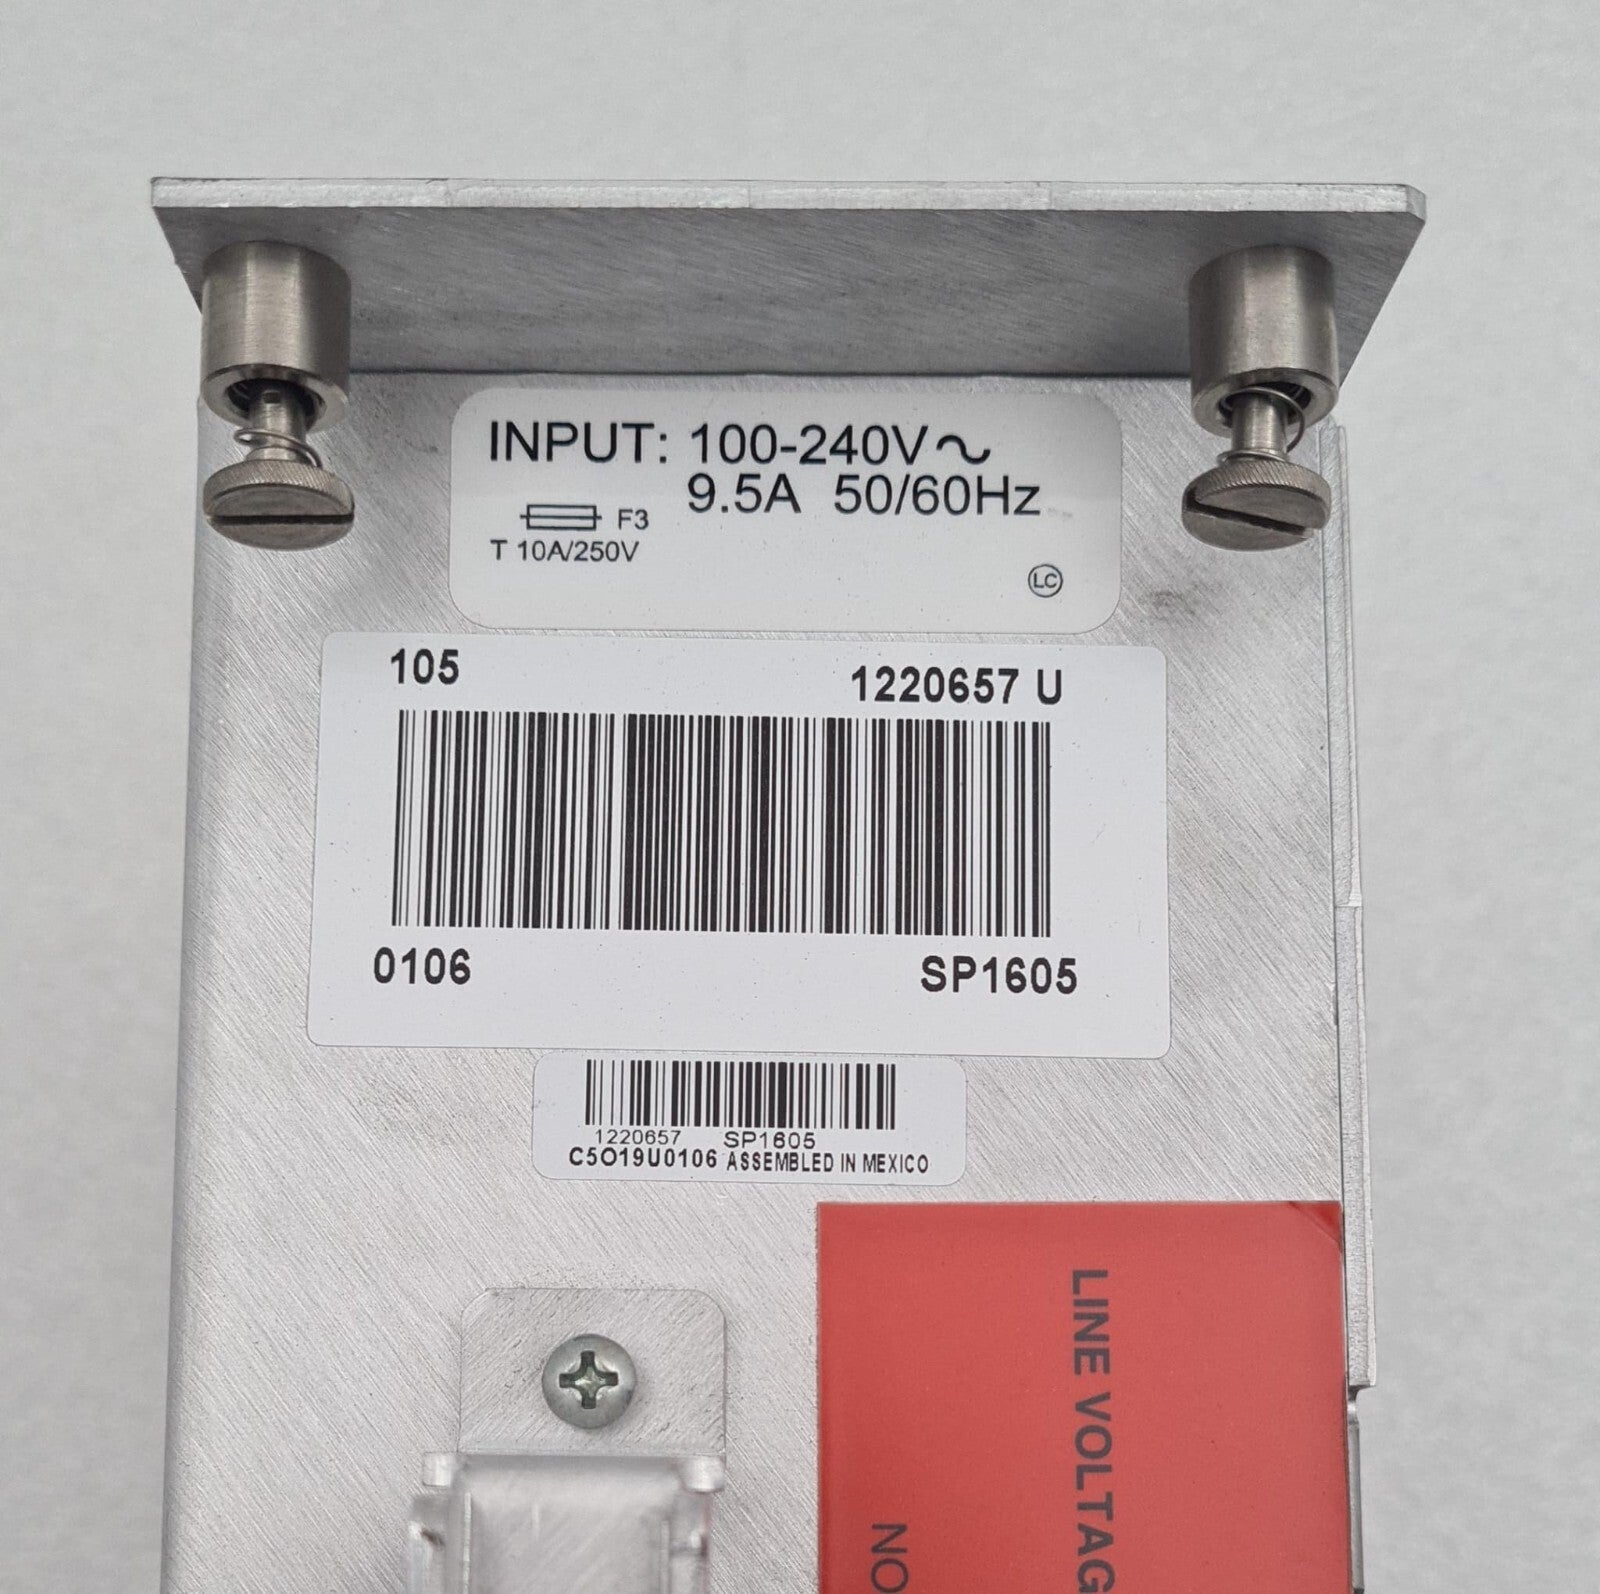 INPUT: 100-240V∿
9.5A 50/60Hz
F3
T 10A/250V
LC
105 1220657 U
0106 SP1605
1220657 SP1605
C5O19U0106 ASSEMBLED IN MEXICO
LINE VOLTAG
NO